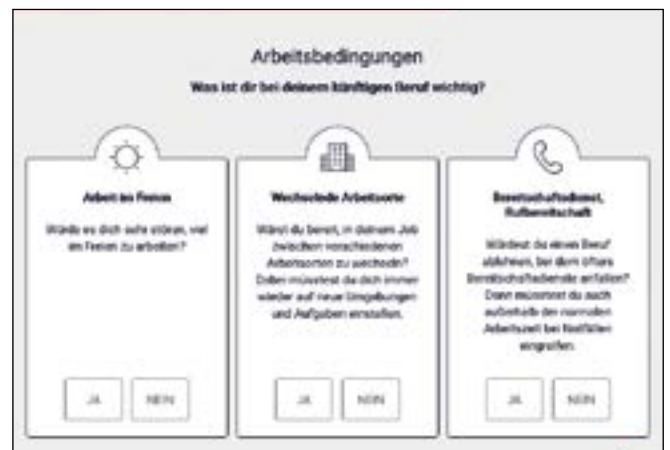 Arbeitsbedingungen
Was ist dir bei deinem künftigen Beruf wichtig?
Arbeit im Freien
Würde es dich sehr stören, viel
im Freien zu arbeiten?
JA
NEIN
Wechselnde Arbeitsorte
Wärst du bereit, in deinem Job
zwischen verschiedenen
Arbeitsorten zu wechseln?
Dabei müsstest du dich immer
wieder auf neue Umgebungen
und Aufgaben einstellen.
JA
NEIN
Bereitschaftsdienst,
Rufbereitschaft
Würdest du einen Beruf
ablehnen, bei dem öfters
Bereitschaftsdienste anfallen?
Dann müsstest du auch
außerhalb der normalen
Arbeitszeit bei Notfällen
eingreifen.
JA
NEIN